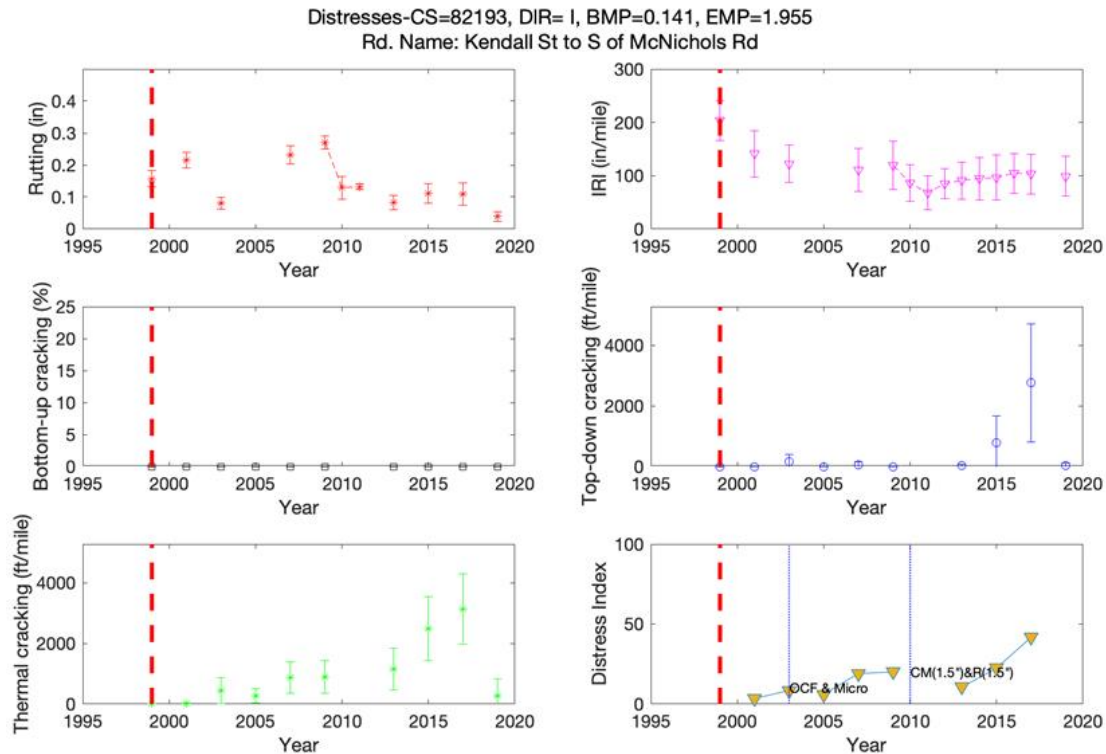 Distresses-CS=82193, DIR= I, BMP=0.141, EMP=1.955
Rd. Name: Kendall St to S of McNichols Rd
Rutting (in)
0.4
0.3
0.2
0.1
0
1995 2000 2005 2010 2015 2020
Year
IRI (in/mile)
300
200
100
0
1995 2000 2005 2010 2015 2020
Year
Bottom-up cracking (%)
25
20
15
10
5
0
1995 2000 2005 2010 2015 2020
Year
Top-down cracking (ft/mile)
4000
2000
0
1995 2000 2005 2010 2015 2020
Year
Thermal cracking (ft/mile)
4000
2000
0
1995 2000 2005 2010 2015 2020
Year
Distress Index
100
50
0
OCF & Micro
CM(1.5")&R(1.5")
1995 2000 2005 2010 2015 2020
Year